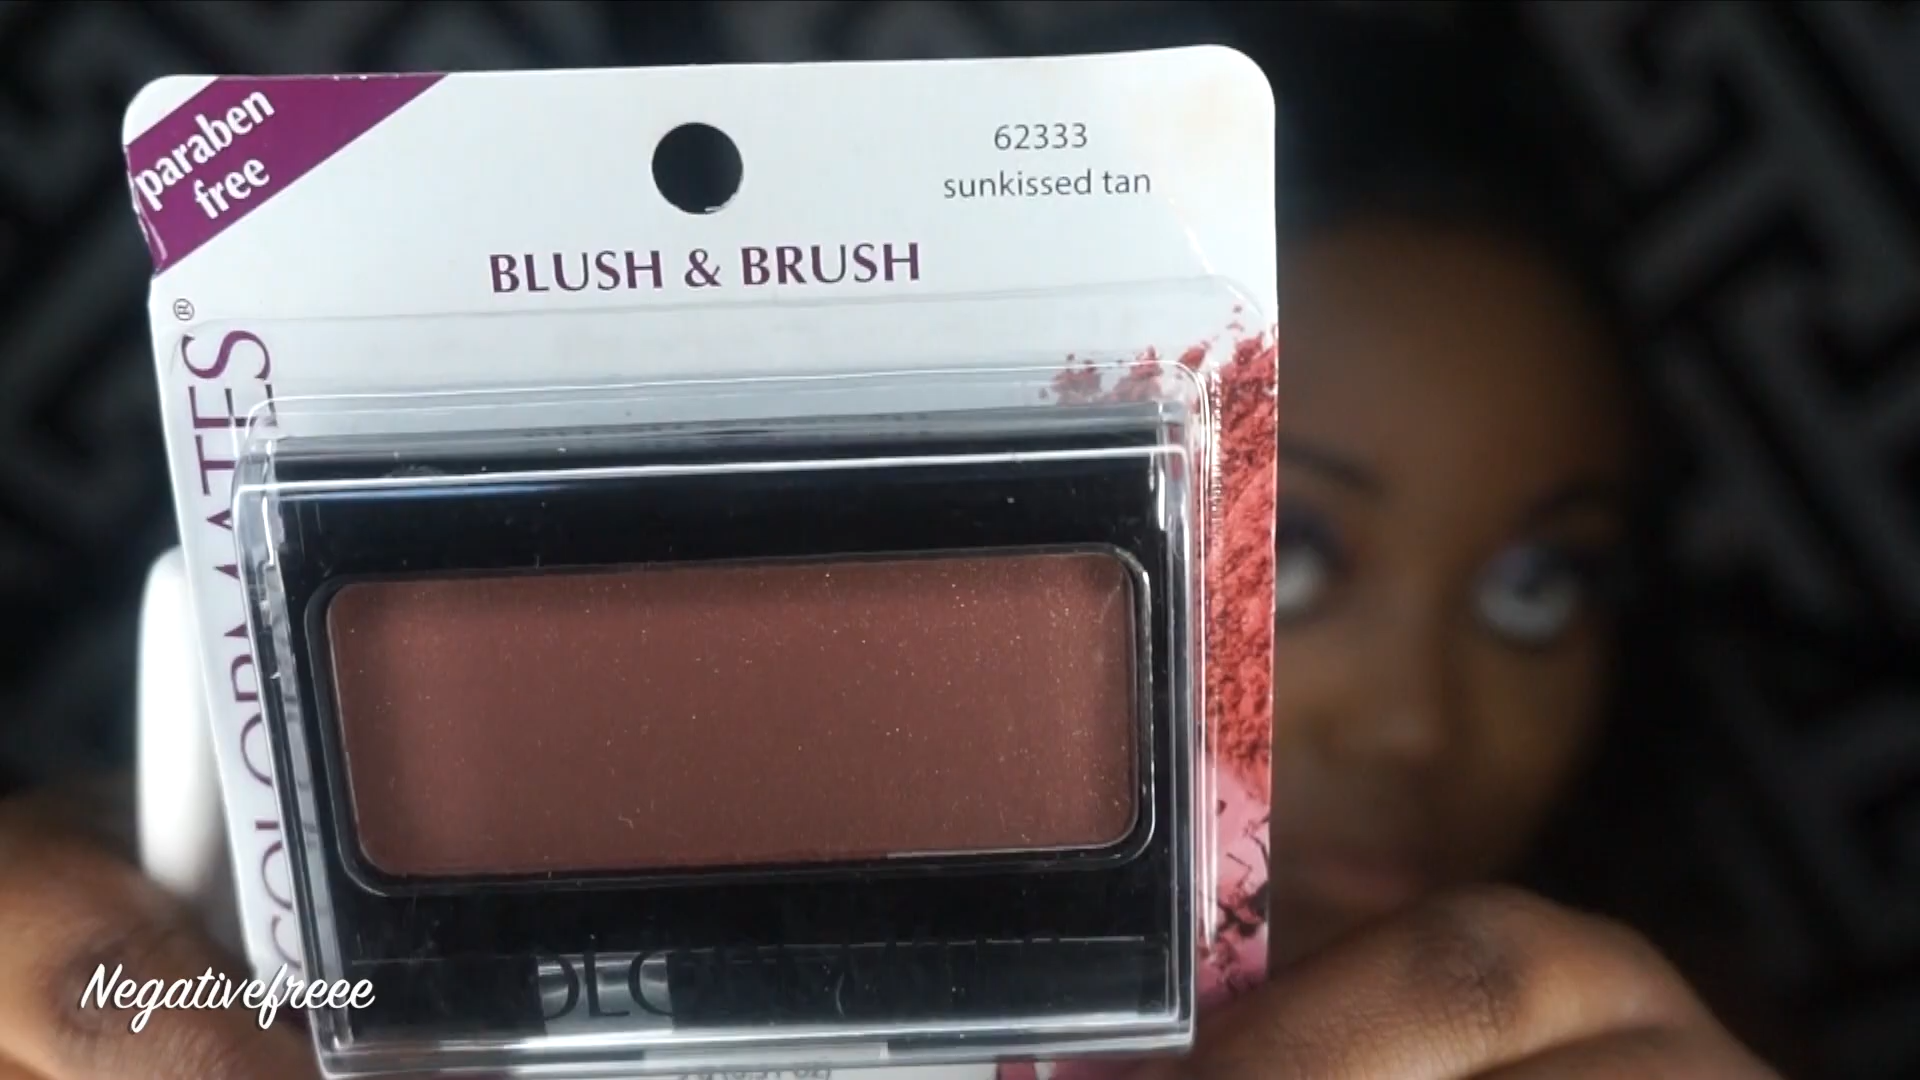 paraben
free
62333
sunkissed tan
BLUSH & BRUSH
COLORMATES®
Negativefreee